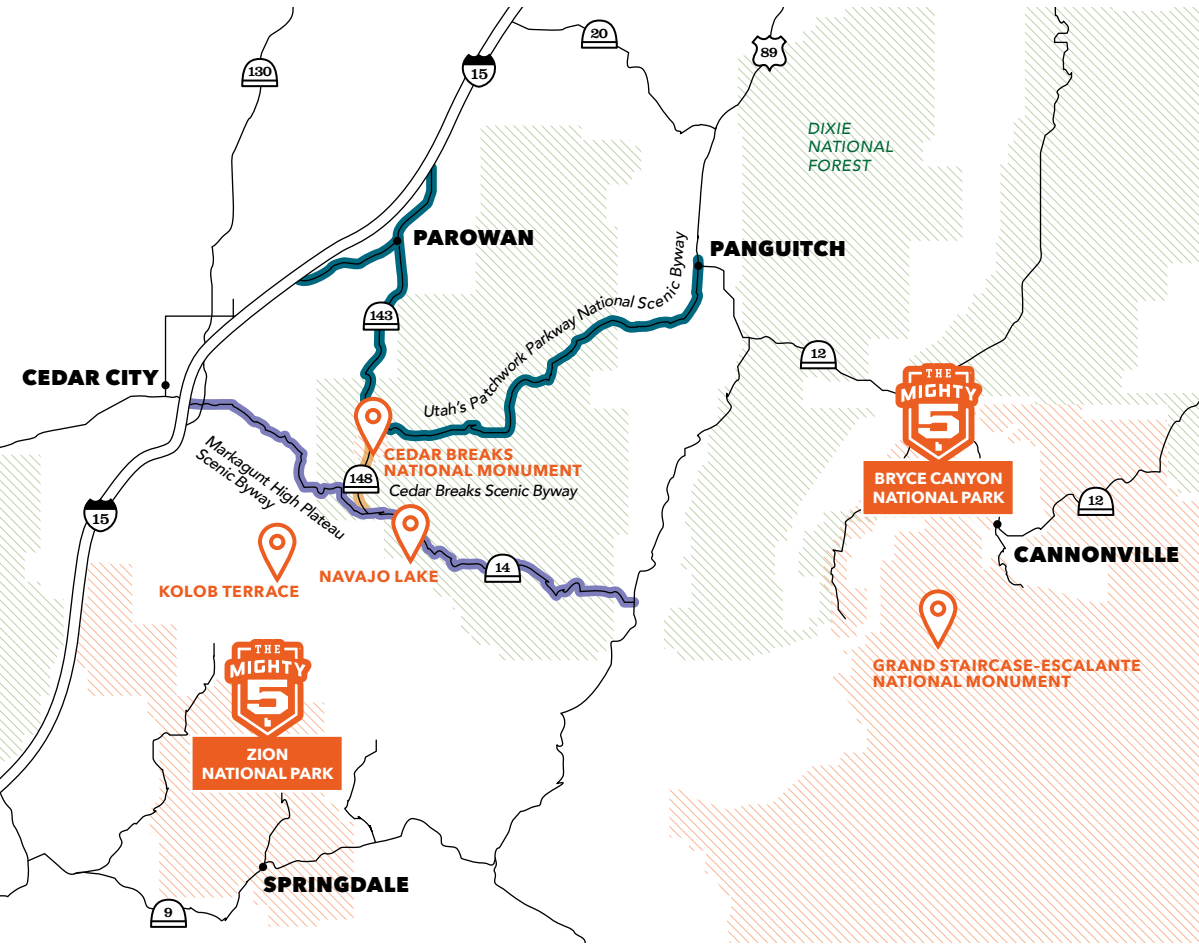 20
89
130
15
DIXIE
NATIONAL
FOREST
PAROWAN
PANGUITCH
Utah's Patchwork Parkway National Scenic Byway
143
12
CEDAR CITY
THE
MIGHTY
5
BRYCE CANYON
NATIONAL PARK
CEDAR BREAKS
NATIONAL MONUMENT
148
Cedar Breaks Scenic Byway
Markagunt High Plateau
Scenic Byway
15
12
CANNONVILLE
NAVAJO LAKE
14
KOLOB TERRACE
GRAND STAIRCASE-ESCALANTE
NATIONAL MONUMENT
THE
MIGHTY
5
ZION
NATIONAL PARK
SPRINGDALE
9